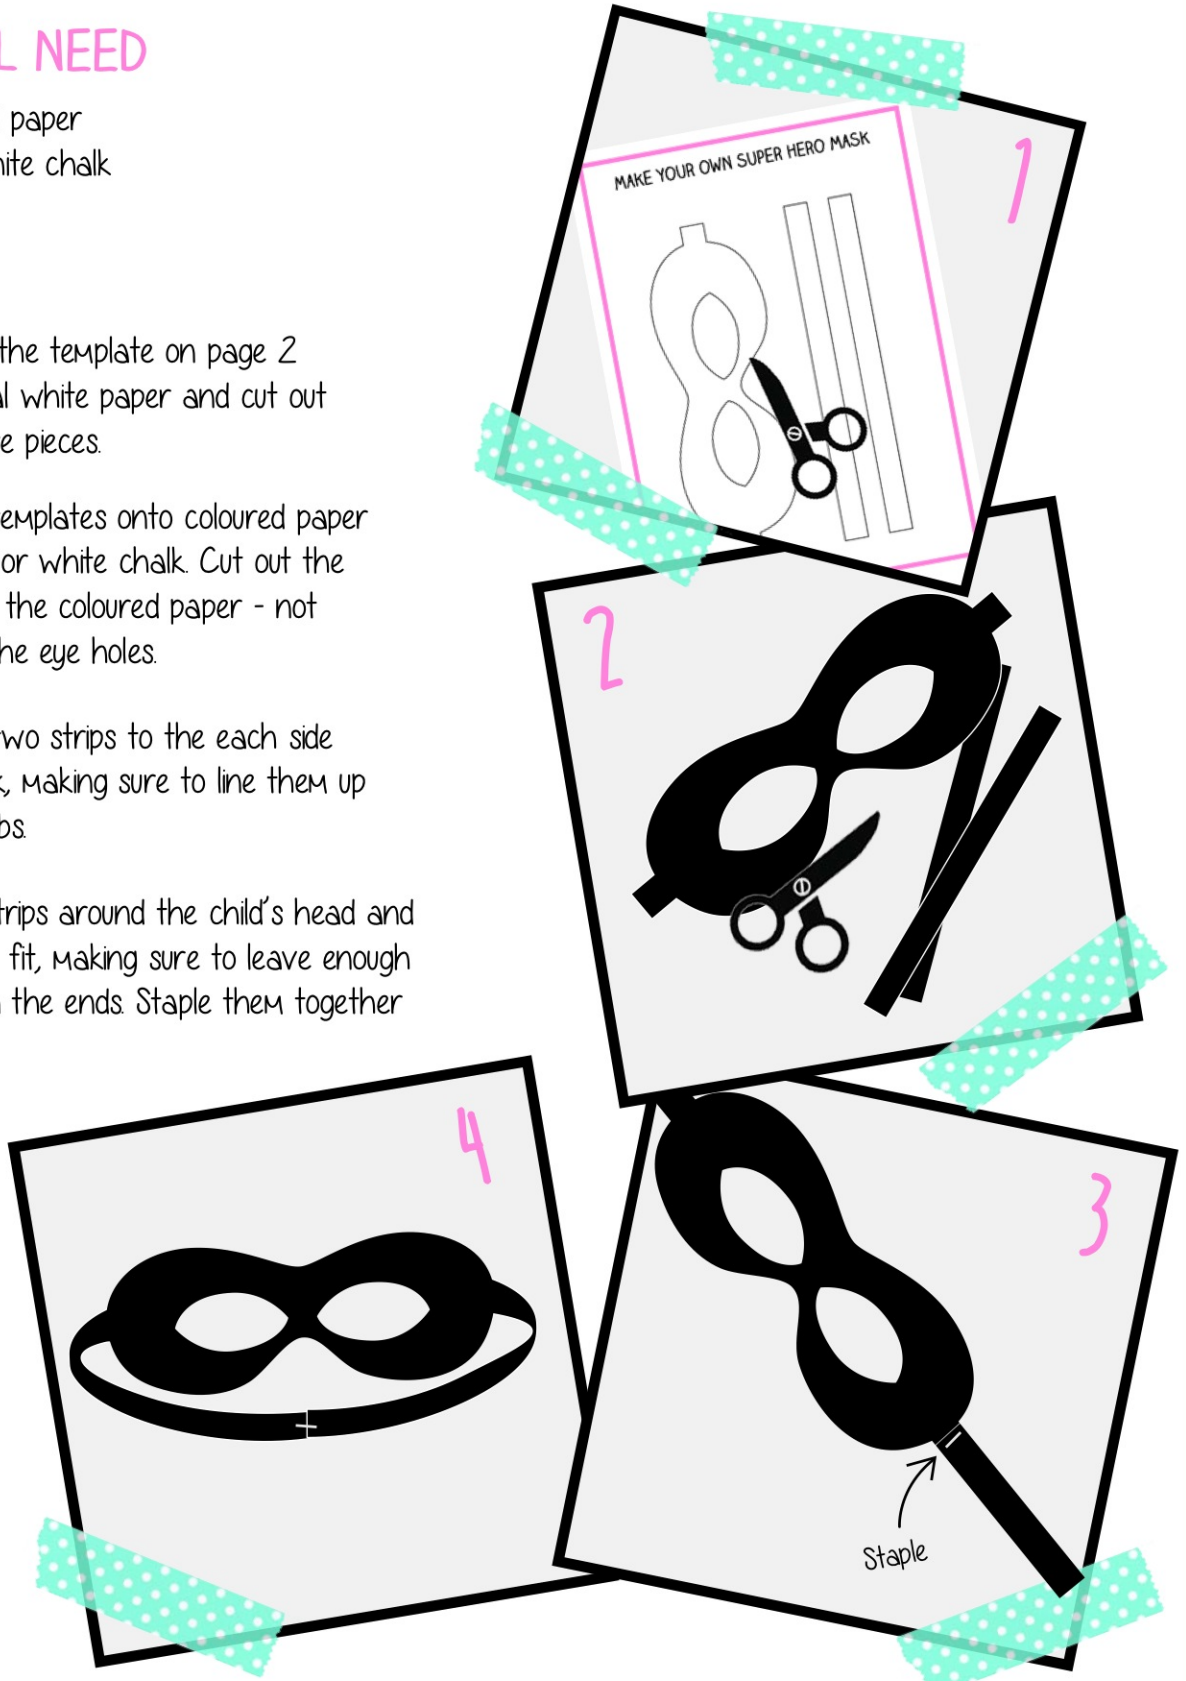 L NEED
paper
ite chalk
the template on page 2
l white paper and cut out
e pieces.
emplates onto coloured paper
or white chalk. Cut out the
the coloured paper - not
he eye holes.
two strips to the each side
, making sure to line them up
bs.
trips around the child's head and
fit, making sure to leave enough
the ends. Staple them together
MAKE YOUR OWN SUPER HERO MASK
1
2
3
Staple
4